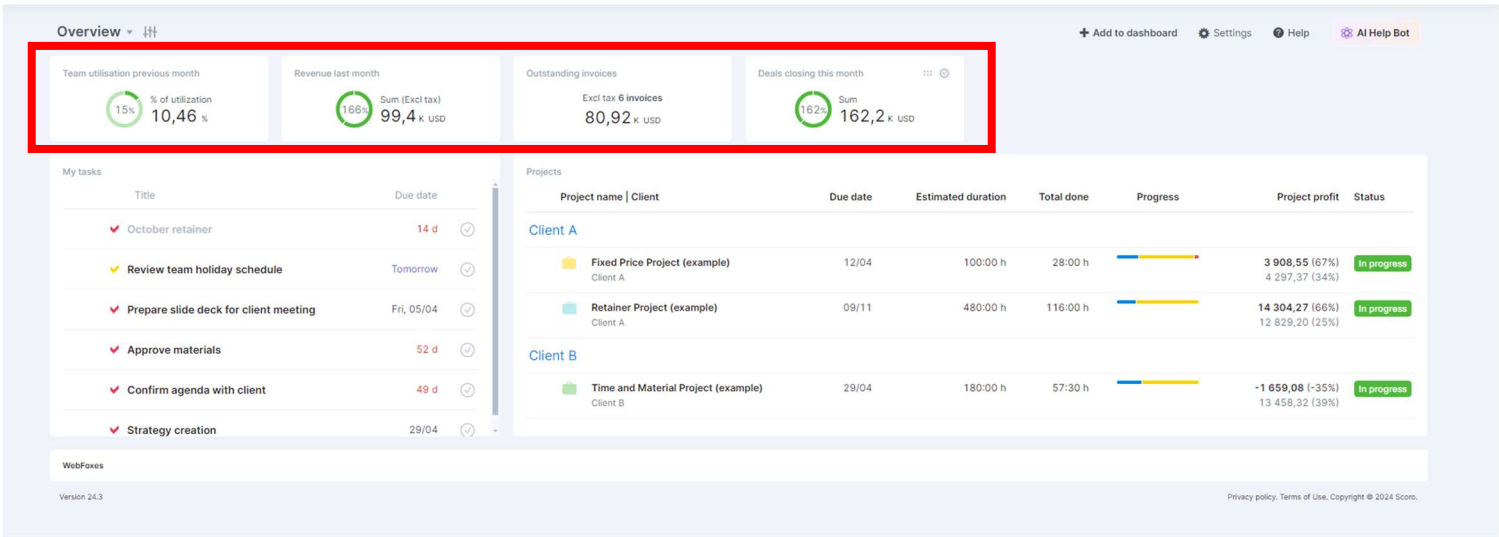 Overview
+ Add to dashboard Settings Help AI Help Bot
Team utilisation previous month
15%
% of utilization
10,46 %
Revenue last month
166%
Sum (Excl tax)
99,4 K USD
Outstanding invoices
Excl tax 6 invoices
80,92 K USD
Deals closing this month
162%
Sum
162,2 K USD
My tasks
Title Due date
October retainer 14 d
Review team holiday schedule Tomorrow
Prepare slide deck for client meeting Fri, 05/04
Approve materials 52 d
Confirm agenda with client 49 d
Strategy creation 29/04
Projects
Project name | Client Due date Estimated duration Total done Progress Project profit Status
Client A
Fixed Price Project (example) 12/04 100:00 h 28:00 h 3 908,55 (67%) In progress
Client A 4 297,37 (34%)
Retainer Project (example) 09/11 480:00 h 116:00 h 14 304,27 (66%) In progress
Client A 12 829,20 (25%)
Client B
Time and Material Project (example) 29/04 180:00 h 57:30 h -1 659,08 (-35%) In progress
Client B 13 458,32 (39%)
WebFoxes
Version 24.3 Privacy policy. Terms of Use. Copyright © 2024 Scoro.